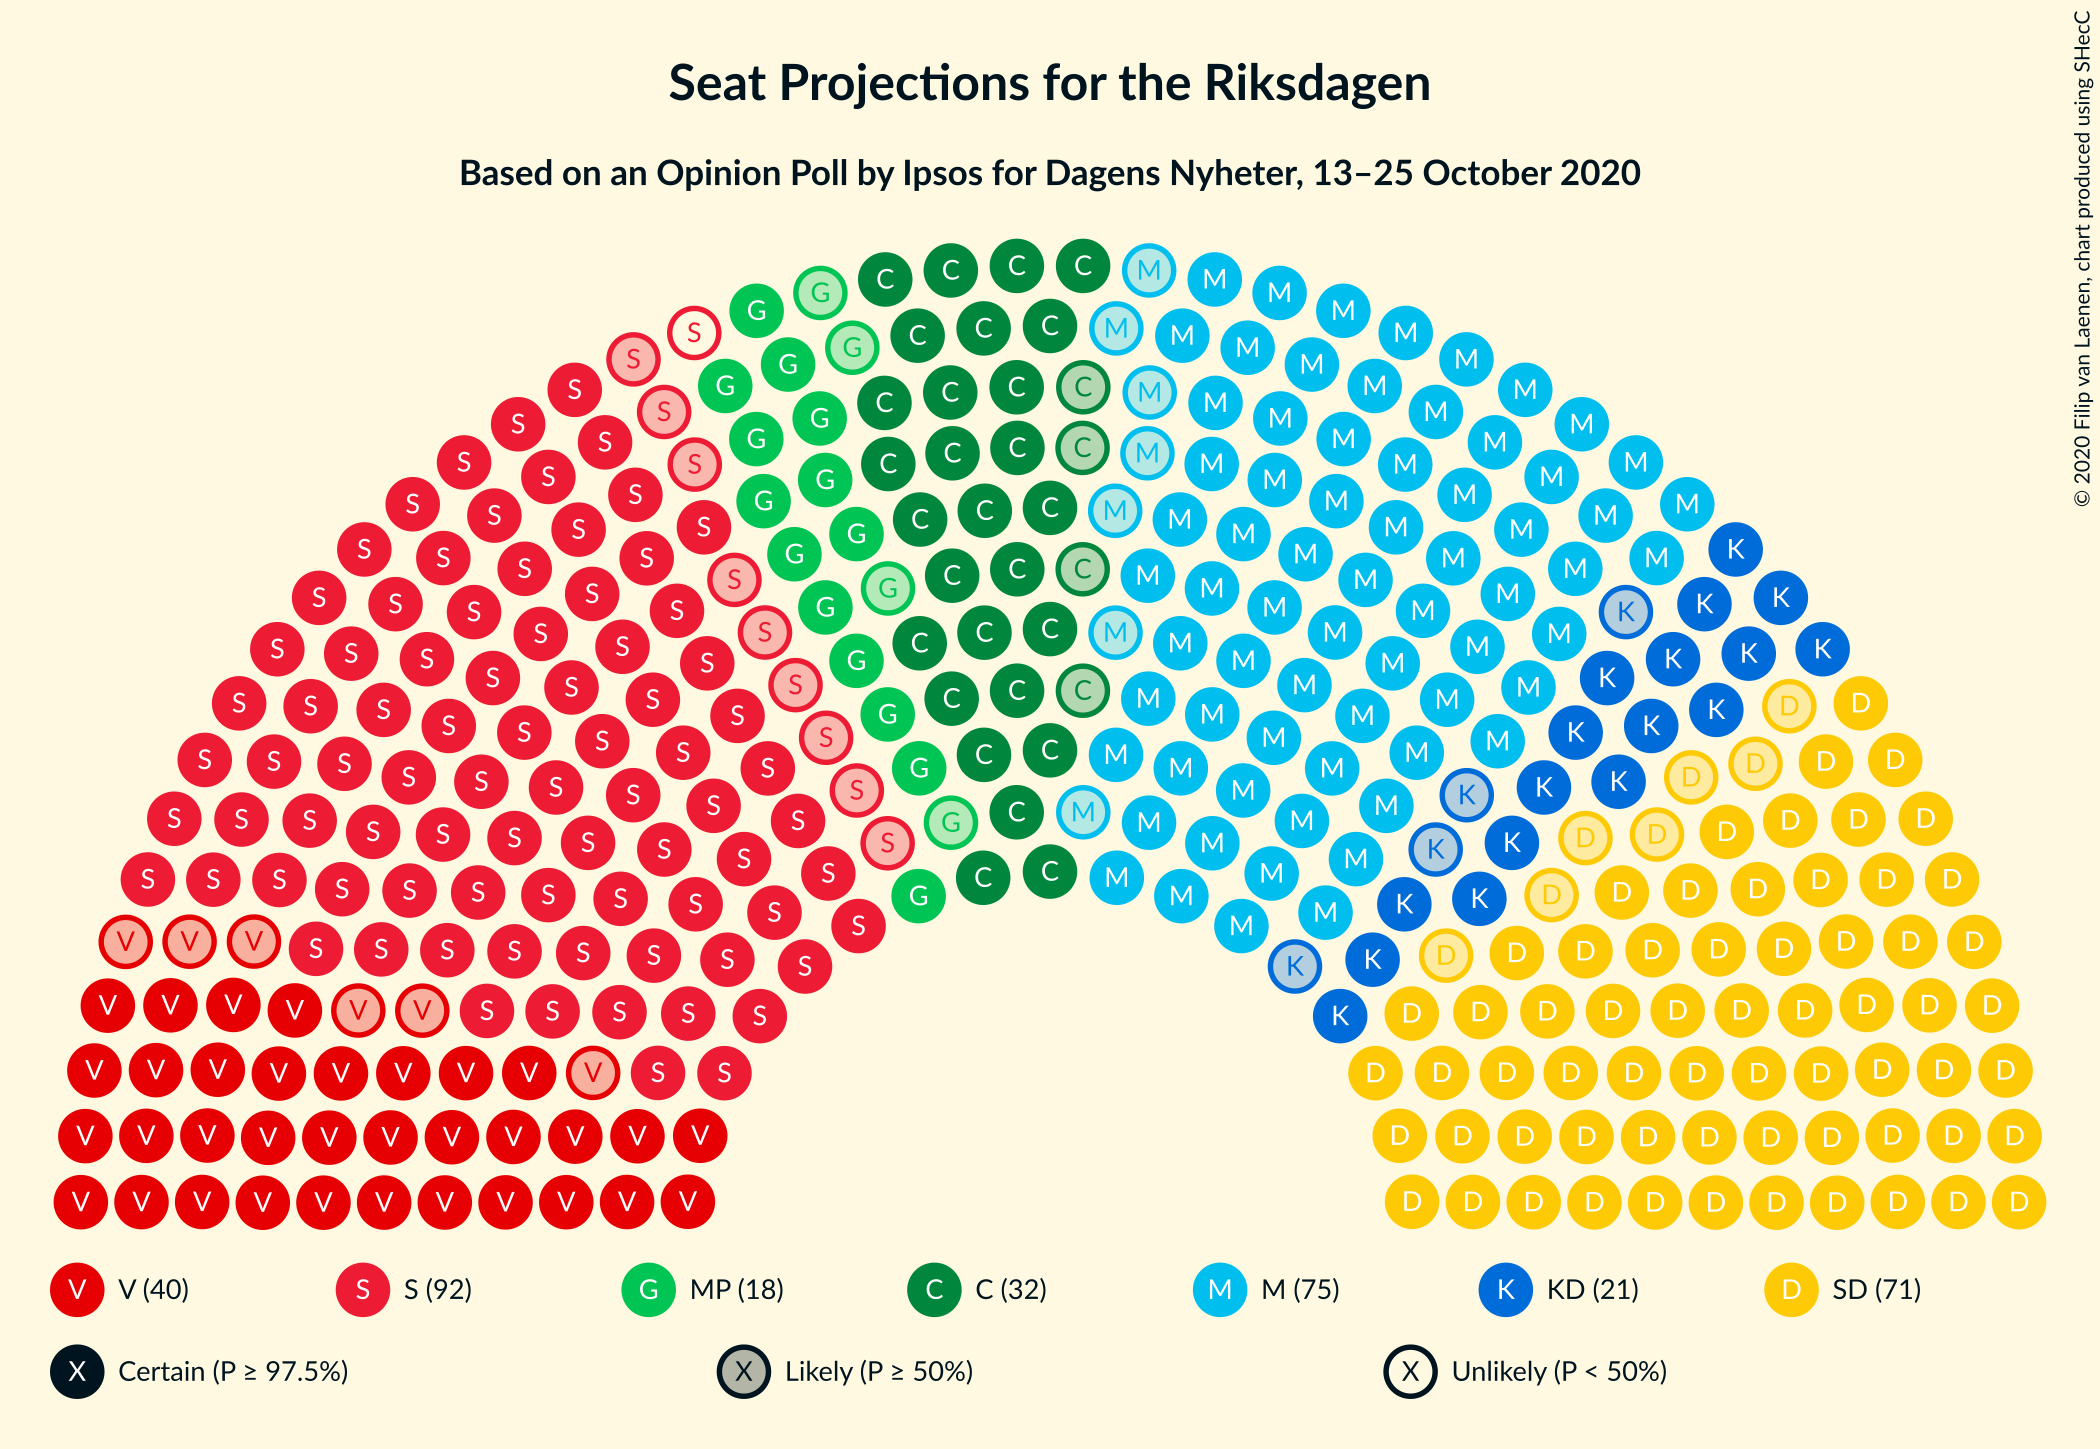 Seat Projections for the Riksdagen
Based on an Opinion Poll by Ipsos for Dagens Nyheter, 13–25 October 2020
© 2020 Filip van Laenen, chart produced using SHecC
V V (40)
S S (92)
G MP (18)
C C (32)
M M (75)
K KD (21)
D SD (71)
X Certain (P ≥ 97.5%)
X Likely (P ≥ 50%)
X Unlikely (P < 50%)